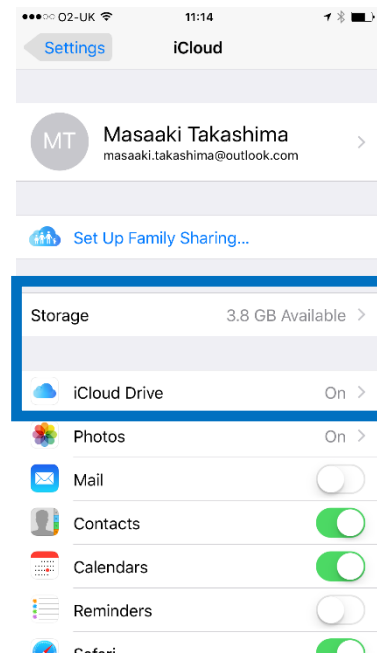 O2-UK 11:14
Settings iCloud
MT
Masaaki Takashima
masaaki.takashima@outlook.com
Set Up Family Sharing...
Storage 3.8 GB Available
iCloud Drive On
Photos On
Mail
Contacts
Calendars
Reminders
Safari